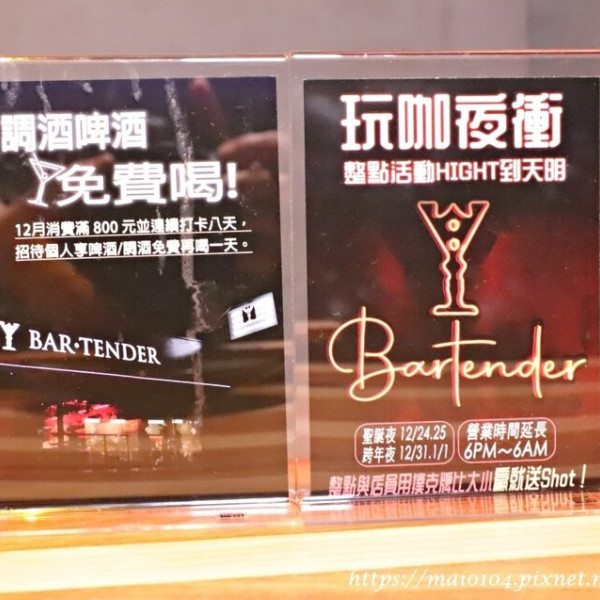 調酒啤酒
免費喝!
12月消費滿 800 元並連續打卡八天,
招待個人享啤酒/調酒免費再喝一天。
BAR·TENDER
玩咖夜衝
整點活動HIGHT到天明
Bartender
聖誕夜 12/24.25
跨年夜 12/31.1/1
營業時間延長
6PM～6AM
整點與店員用撲克牌比大小贏就送Shot!
https://maio104.pixnet.n